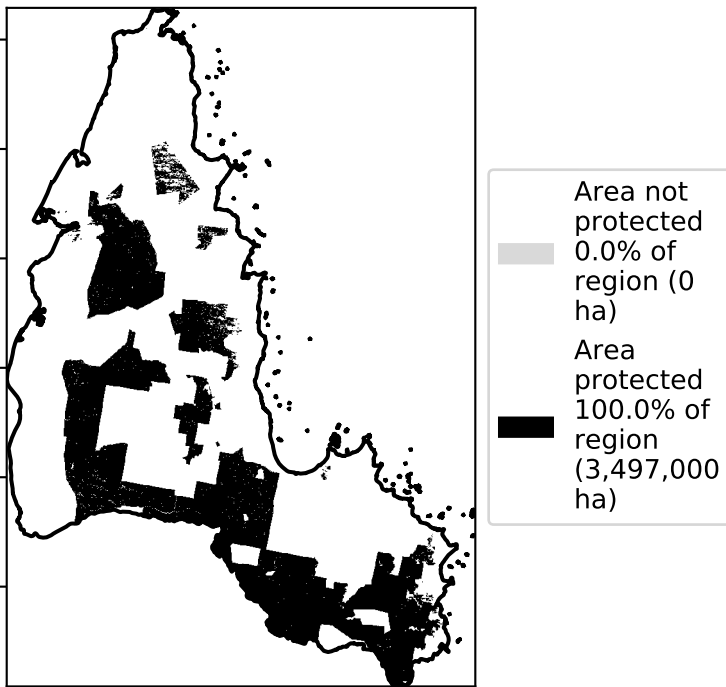 Area not
protected
0.0% of
region (0
ha)
Area
protected
100.0% of
region
(3,497,000
ha)